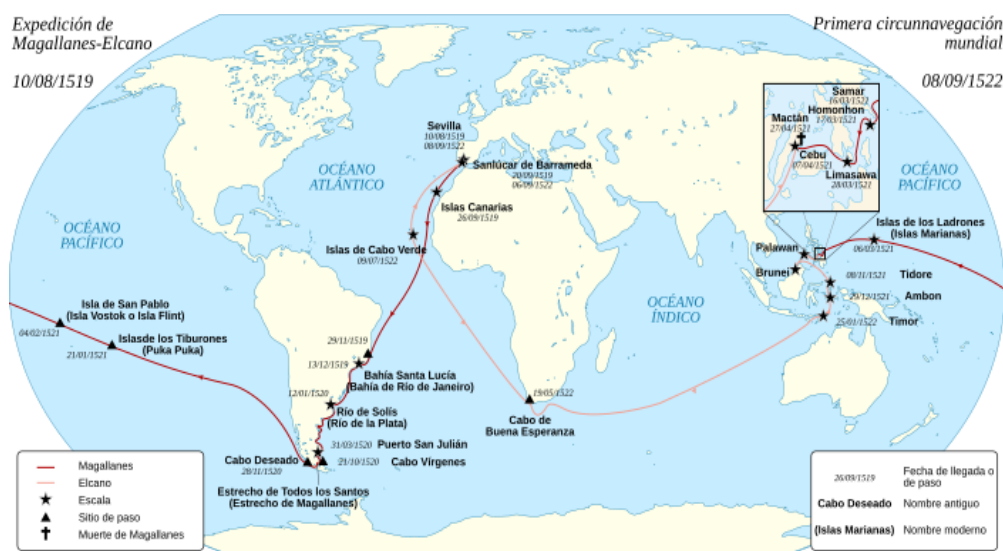 Expedición de
Magallanes-Elcano
10/08/1519
Primera circunnavegación
mundial
08/09/1522
Samar
16/03/1521
Homonhon
17/03/1521
Mactán
27/04/1521
Cebu
07/04/1521
Limasawa
28/03/1521
Sevilla
10/08/1519
08/09/1522
Sanlúcar de Barrameda
20/09/1519
06/09/1522
OCÉANO
ATLÁNTICO
Islas Canarias
26/09/1519
OCÉANO
PACÍFICO
OCÉANO
PACÍFICO
Islas de los Ladrones
(Islas Marianas)
06/03/1521
Islas de Cabo Verde
09/07/1522
Palawan
Brunei
08/11/1521 Tidore
29/12/1521 Ambon
Timor
25/01/1522
OCÉANO
ÍNDICO
Isla de San Pablo
(Isla Vostok o Isla Flint)
04/02/1521
Islasde los Tiburones
(Puka Puka)
21/01/1521
29/11/1519
13/12/1519
Bahía Santa Lucía
(Bahía de Río de Janeiro)
12/01/1520
Río de Solís
(Río de la Plata)
19/05/1522
Cabo de
Buena Esperanza
31/03/1520 Puerto San Julián
Cabo Deseado
28/11/1520
21/10/1520 Cabo Vírgenes
Estrecho de Todos los Santos
(Estrecho de Magallanes)
Magallanes
Elcano
Escala
Sitio de paso
Muerte de Magallanes
26/09/1519 Fecha de llegada o
de paso
Cabo Deseado Nombre antiguo
(Islas Marianas) Nombre moderno